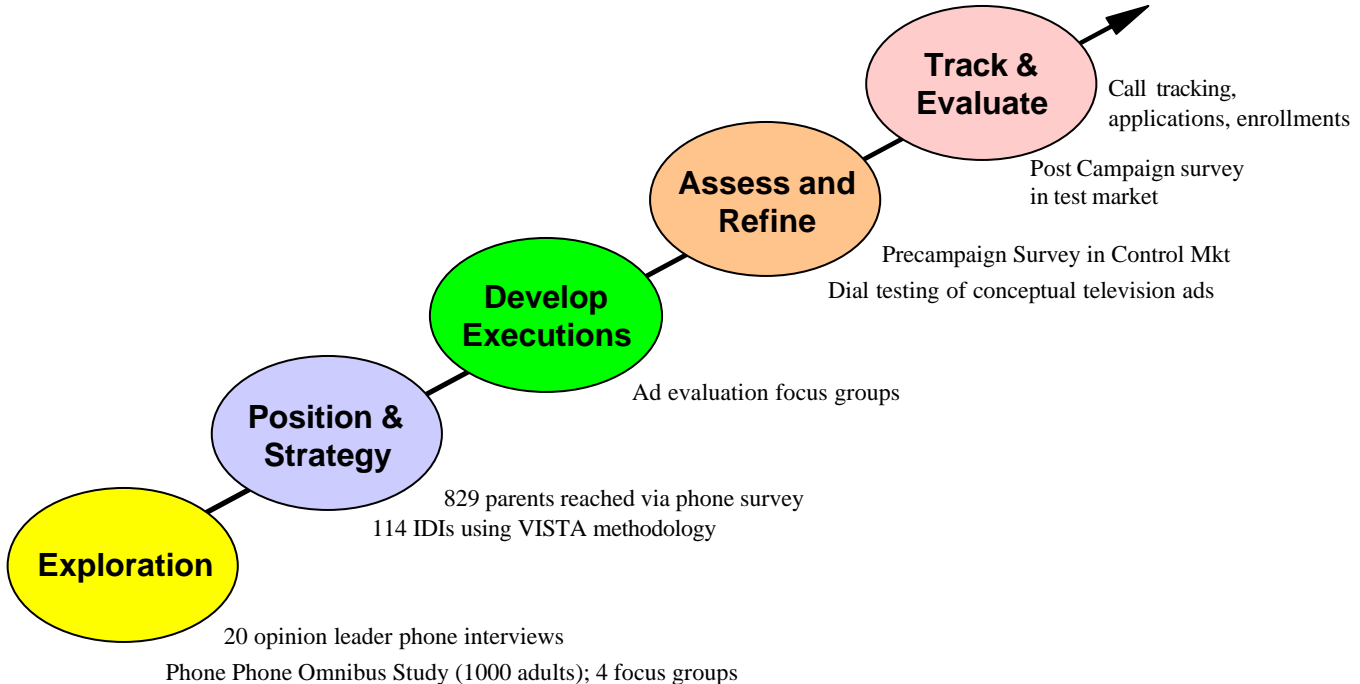 Track &
Evaluate
Call tracking,
applications, enrollments
Post Campaign survey
in test market
Assess and
Refine
Precampaign Survey in Control Mkt
Dial testing of conceptual television ads
Develop
Executions
Ad evaluation focus groups
Position &
Strategy
829 parents reached via phone survey
114 IDIs using VISTA methodology
Exploration
20 opinion leader phone interviews
Phone Phone Omnibus Study (1000 adults); 4 focus groups